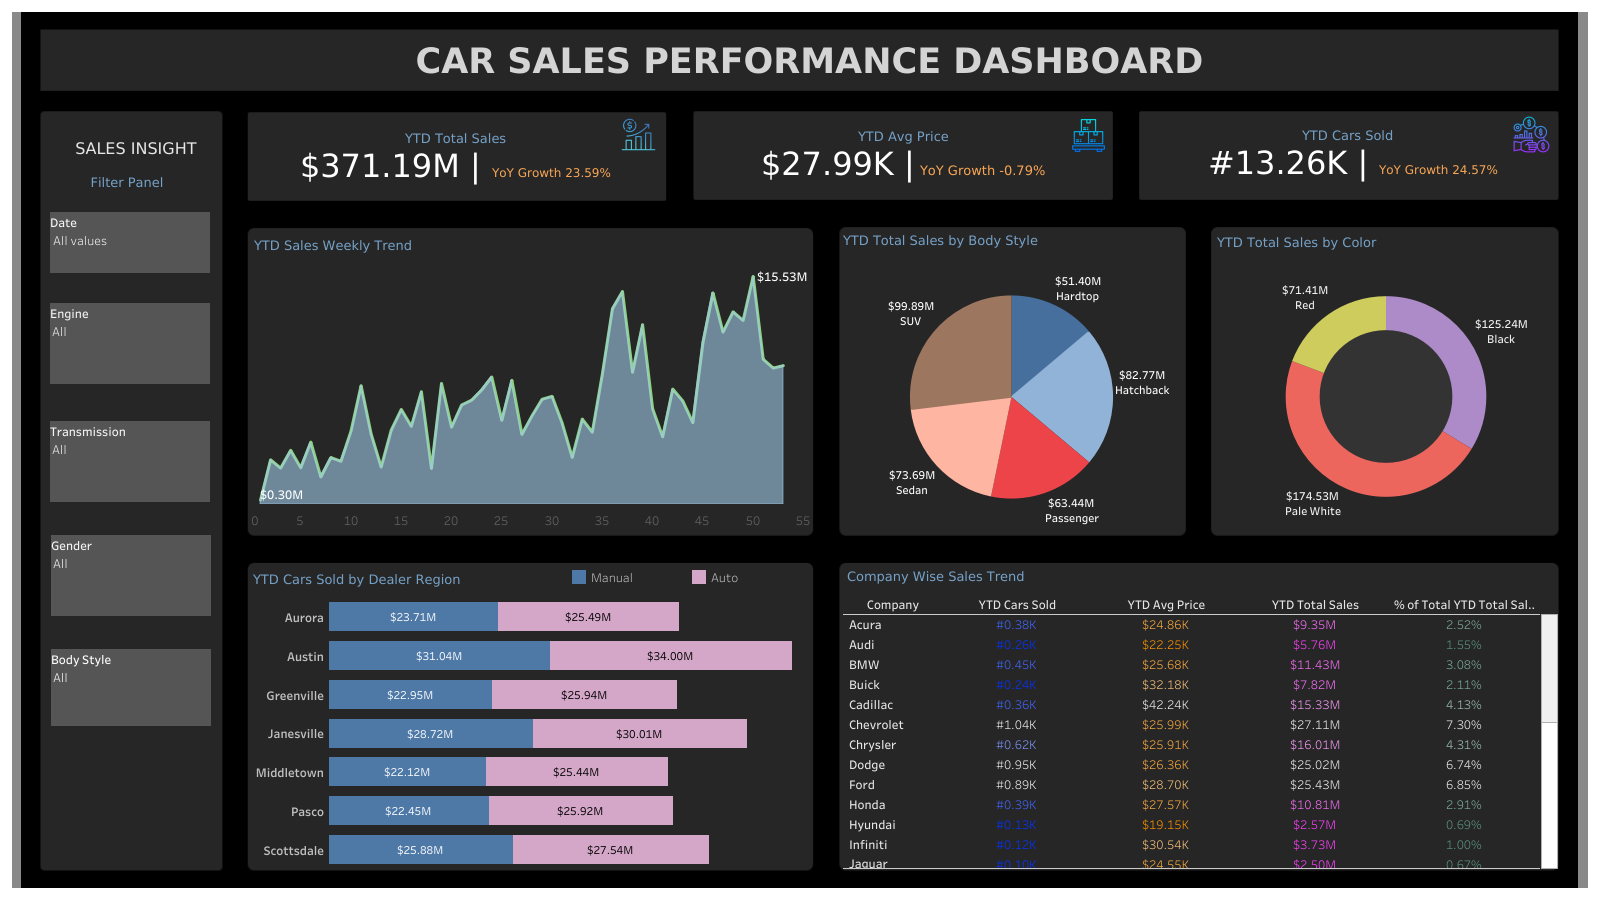 CAR SALES PERFORMANCE DASHBOARD
SALES INSIGHT
Filter Panel
Date
All values
Engine
All
Transmission
All
Gender
All
Body Style
All
YTD Total Sales
$371.19M | YoY Growth 23.59%
YTD Avg Price
$27.99K | YoY Growth -0.79%
YTD Cars Sold
#13.26K | YoY Growth 24.57%
YTD Sales Weekly Trend
$15.53M
$0.30M
0 5 10 15 20 25 30 35 40 45 50 55
YTD Total Sales by Body Style
$51.40M
Hardtop
$82.77M
Hatchback
$63.44M
Passenger
$73.69M
Sedan
$99.89M
SUV
YTD Total Sales by Color
$71.41M
Red
$125.24M
Black
$174.53M
Pale White
YTD Cars Sold by Dealer Region
Manual Auto
Aurora $23.71M $25.49M
Austin $31.04M $34.00M
Greenville $22.95M $25.94M
Janesville $28.72M $30.01M
Middletown $22.12M $25.44M
Pasco $22.45M $25.92M
Scottsdale $25.88M $27.54M
Company Wise Sales Trend
Company YTD Cars Sold YTD Avg Price YTD Total Sales % of Total YTD Total Sal..
Acura #0.38K $24.86K $9.35M 2.52%
Audi #0.26K $22.25K $5.76M 1.55%
BMW #0.45K $25.68K $11.43M 3.08%
Buick #0.24K $32.18K $7.82M 2.11%
Cadillac #0.36K $42.24K $15.33M 4.13%
Chevrolet #1.04K $25.99K $27.11M 7.30%
Chrysler #0.62K $25.91K $16.01M 4.31%
Dodge #0.95K $26.36K $25.02M 6.74%
Ford #0.89K $28.70K $25.43M 6.85%
Honda #0.39K $27.57K $10.81M 2.91%
Hyundai #0.13K $19.15K $2.57M 0.69%
Infiniti #0.12K $30.54K $3.73M 1.00%
Jaguar #0.10K $24.55K $2.50M 0.67%